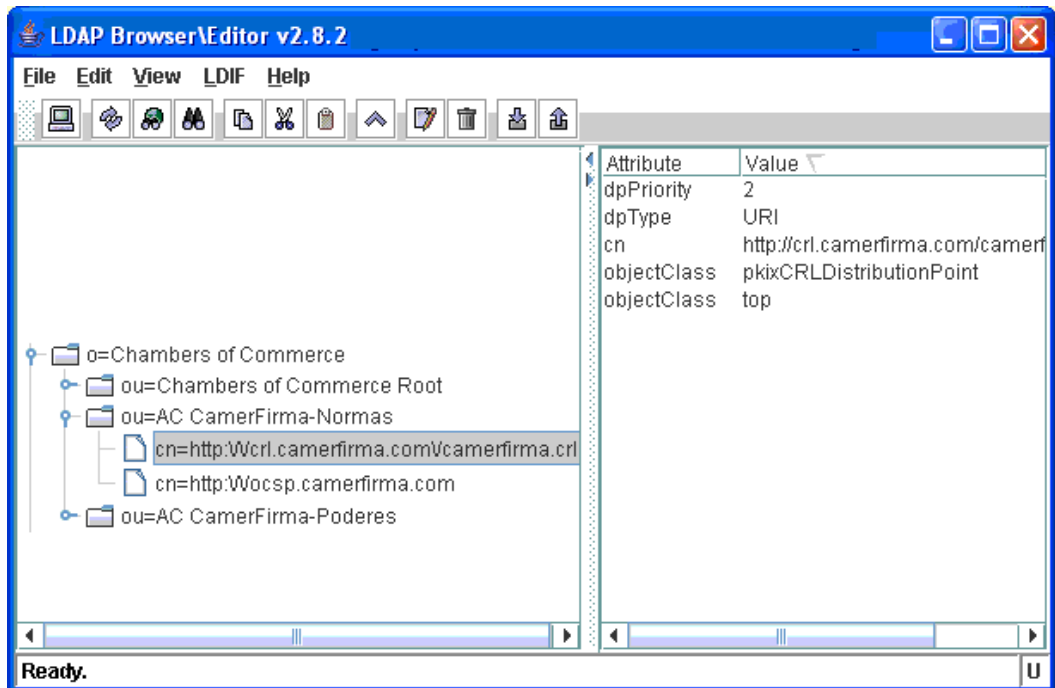 LDAP Browser\Editor v2.8.2
File Edit View LDIF Help
Attribute Value
dpPriority 2
dpType URI
cn http://crl.camerfirma.com/camerf
objectClass pkixCRLDistributionPoint
objectClass top
o=Chambers of Commerce
ou=Chambers of Commerce Root
ou=AC CamerFirma-Normas
cn=http:\/\/crl.camerfirma.com\/camerfirma.crl
cn=http:\/\/ocsp.camerfirma.com
ou=AC CamerFirma-Poderes
Ready. U